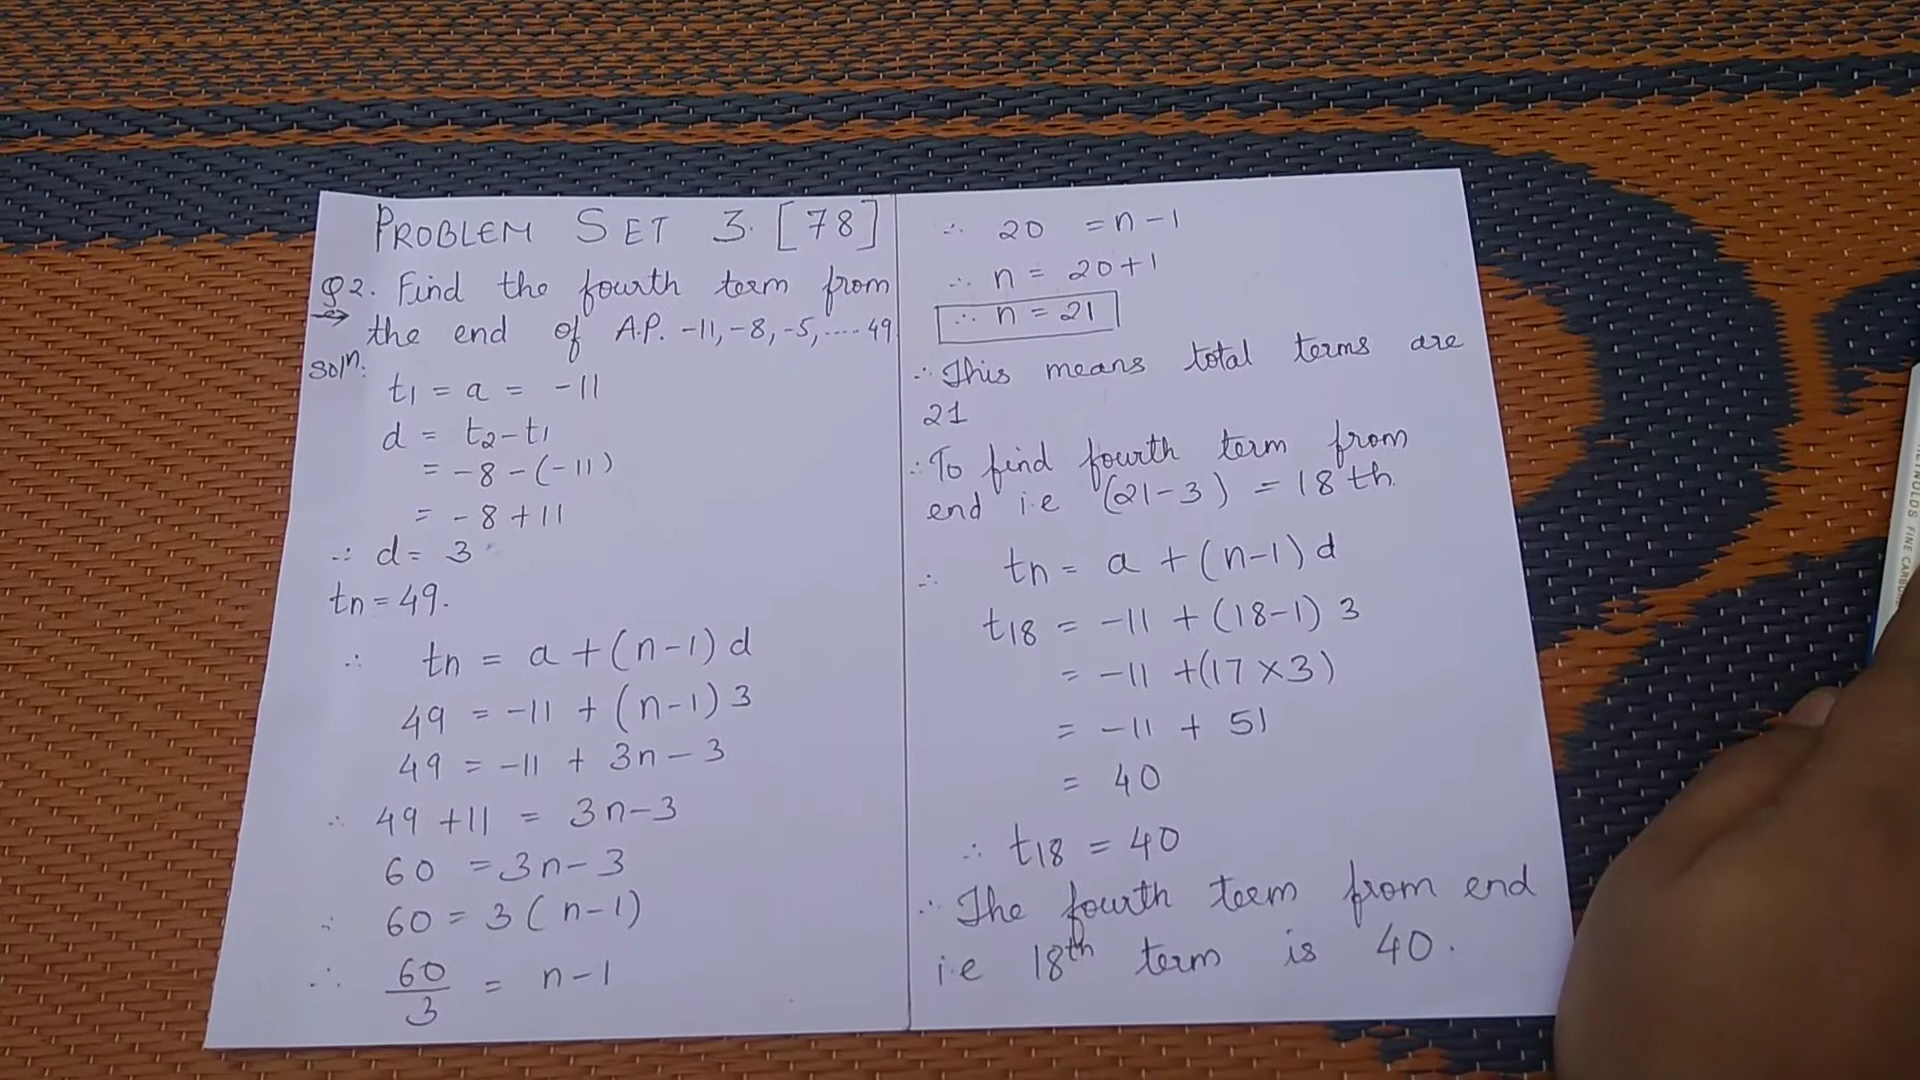 PROBLEM SET 3. [78]
Q2. Find the fourth term from
the end of A.P. -11, -8, -5, .... 49
soln:
t1 = a = -11
d = t2 - t1
= -8 - (-11)
= -8 + 11
∴ d = 3
tn = 49.
∴ tn = a + (n-1) d
49 = -11 + (n-1) 3
49 = -11 + 3n - 3
∴ 49 + 11 = 3n - 3
60 = 3n - 3
∴ 60 = 3 (n-1)
∴ 60/3 = n - 1
∴ 20 = n - 1
∴ n = 20 + 1
∴ n = 21
∴ This means total terms are
21
∴ To find fourth term from
end i.e (21-3) = 18th.
∴ tn = a + (n-1) d
t18 = -11 + (18-1) 3
= -11 + (17 × 3)
= -11 + 51
= 40
∴ t18 = 40
∴ The fourth term from end
i.e 18th term is 40.
REYNOLDS FINE CARBURE